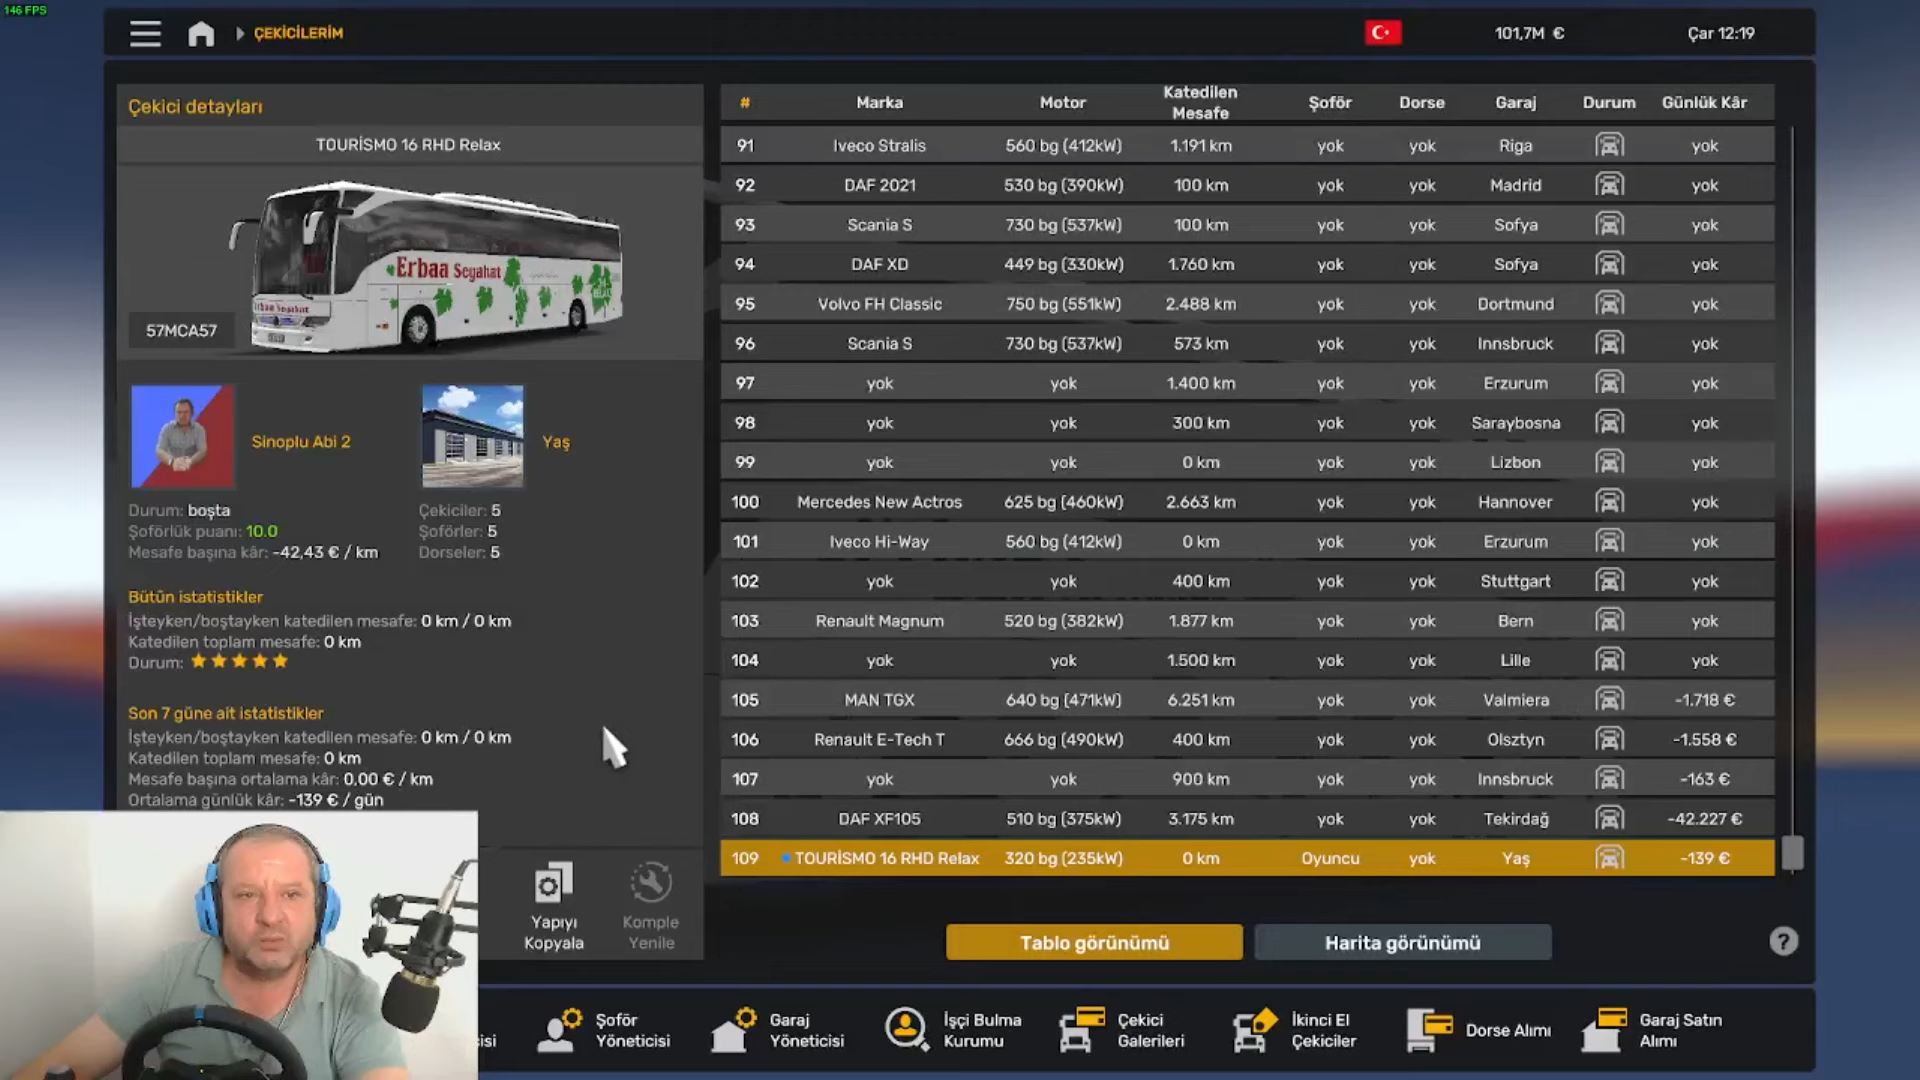 146 FPS
ÇEKİCİLERİM
101,7M €
Çar 12:19
Çekici detayları
TOURİSMO 16 RHD Relax
Erbaa Seyahat
Erbaa Seyahat
57MCA57
Sinoplu Abi 2
Yaş
Durum: boşta
Şoförlük puanı: 10.0
Mesafe başına kâr: -42,43 € / km
Çekiciler: 5
Şoförler: 5
Dorseler: 5
Bütün istatistikler
İşteyken/boştayken katedilen mesafe: 0 km / 0 km
Katedilen toplam mesafe: 0 km
Durum:
Son 7 güne ait istatistikler
İşteyken/boştayken katedilen mesafe: 0 km / 0 km
Katedilen toplam mesafe: 0 km
Mesafe başına ortalama kâr: 0,00 € / km
Ortalama günlük kâr: -139 € / gün
Yapıyı Kopyala
Komple Yenile
# Marka Motor Katedilen Mesafe Şoför Dorse Garaj Durum Günlük Kâr
91 Iveco Stralis 560 bg (412kW) 1.191 km yok yok Riga yok
92 DAF 2021 530 bg (390kW) 100 km yok yok Madrid yok
93 Scania S 730 bg (537kW) 100 km yok yok Sofya yok
94 DAF XD 449 bg (330kW) 1.760 km yok yok Sofya yok
95 Volvo FH Classic 750 bg (551kW) 2.488 km yok yok Dortmund yok
96 Scania S 730 bg (537kW) 573 km yok yok Innsbruck yok
97 yok yok 1.400 km yok yok Erzurum yok
98 yok yok 300 km yok yok Saraybosna yok
99 yok yok 0 km yok yok Lizbon yok
100 Mercedes New Actros 625 bg (460kW) 2.663 km yok yok Hannover yok
101 Iveco Hi-Way 560 bg (412kW) 0 km yok yok Erzurum yok
102 yok yok 400 km yok yok Stuttgart yok
103 Renault Magnum 520 bg (382kW) 1.877 km yok yok Bern yok
104 yok yok 1.500 km yok yok Lille yok
105 MAN TGX 640 bg (471kW) 6.251 km yok yok Valmiera -1.718 €
106 Renault E-Tech T 666 bg (490kW) 400 km yok yok Olsztyn -1.558 €
107 yok yok 900 km yok yok Innsbruck -163 €
108 DAF XF105 510 bg (375kW) 3.175 km yok yok Tekirdağ -42.227 €
109 TOURİSMO 16 RHD Relax 320 bg (235kW) 0 km Oyuncu yok Yaş -139 €
Tablo görünümü
Harita görünümü
?
isi
Şoför Yöneticisi
Garaj Yöneticisi
İşçi Bulma Kurumu
Çekici Galerileri
İkinci El Çekiciler
Dorse Alımı
Garaj Satın Alımı